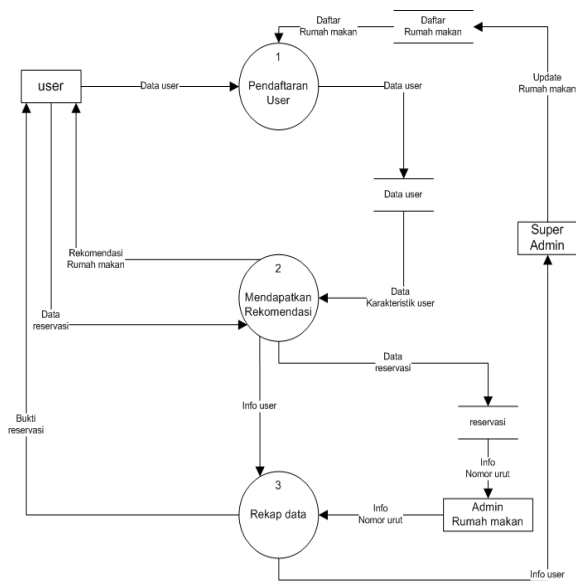 Daftar
Rumah makan
Daftar
Rumah makan
1
Pendaftaran
User
user
Data user
Data user
Update
Rumah makan
Data user
Super
Admin
Rekomendasi
Rumah makan
2
Mendapatkan
Rekomendasi
Data
Karakteristik user
Data
reservasi
Data
reservasi
Info user
Bukti
reservasi
reservasi
Info
Nomor urut
3
Rekap data
Info
Nomor urut
Admin
Rumah makan
Info user